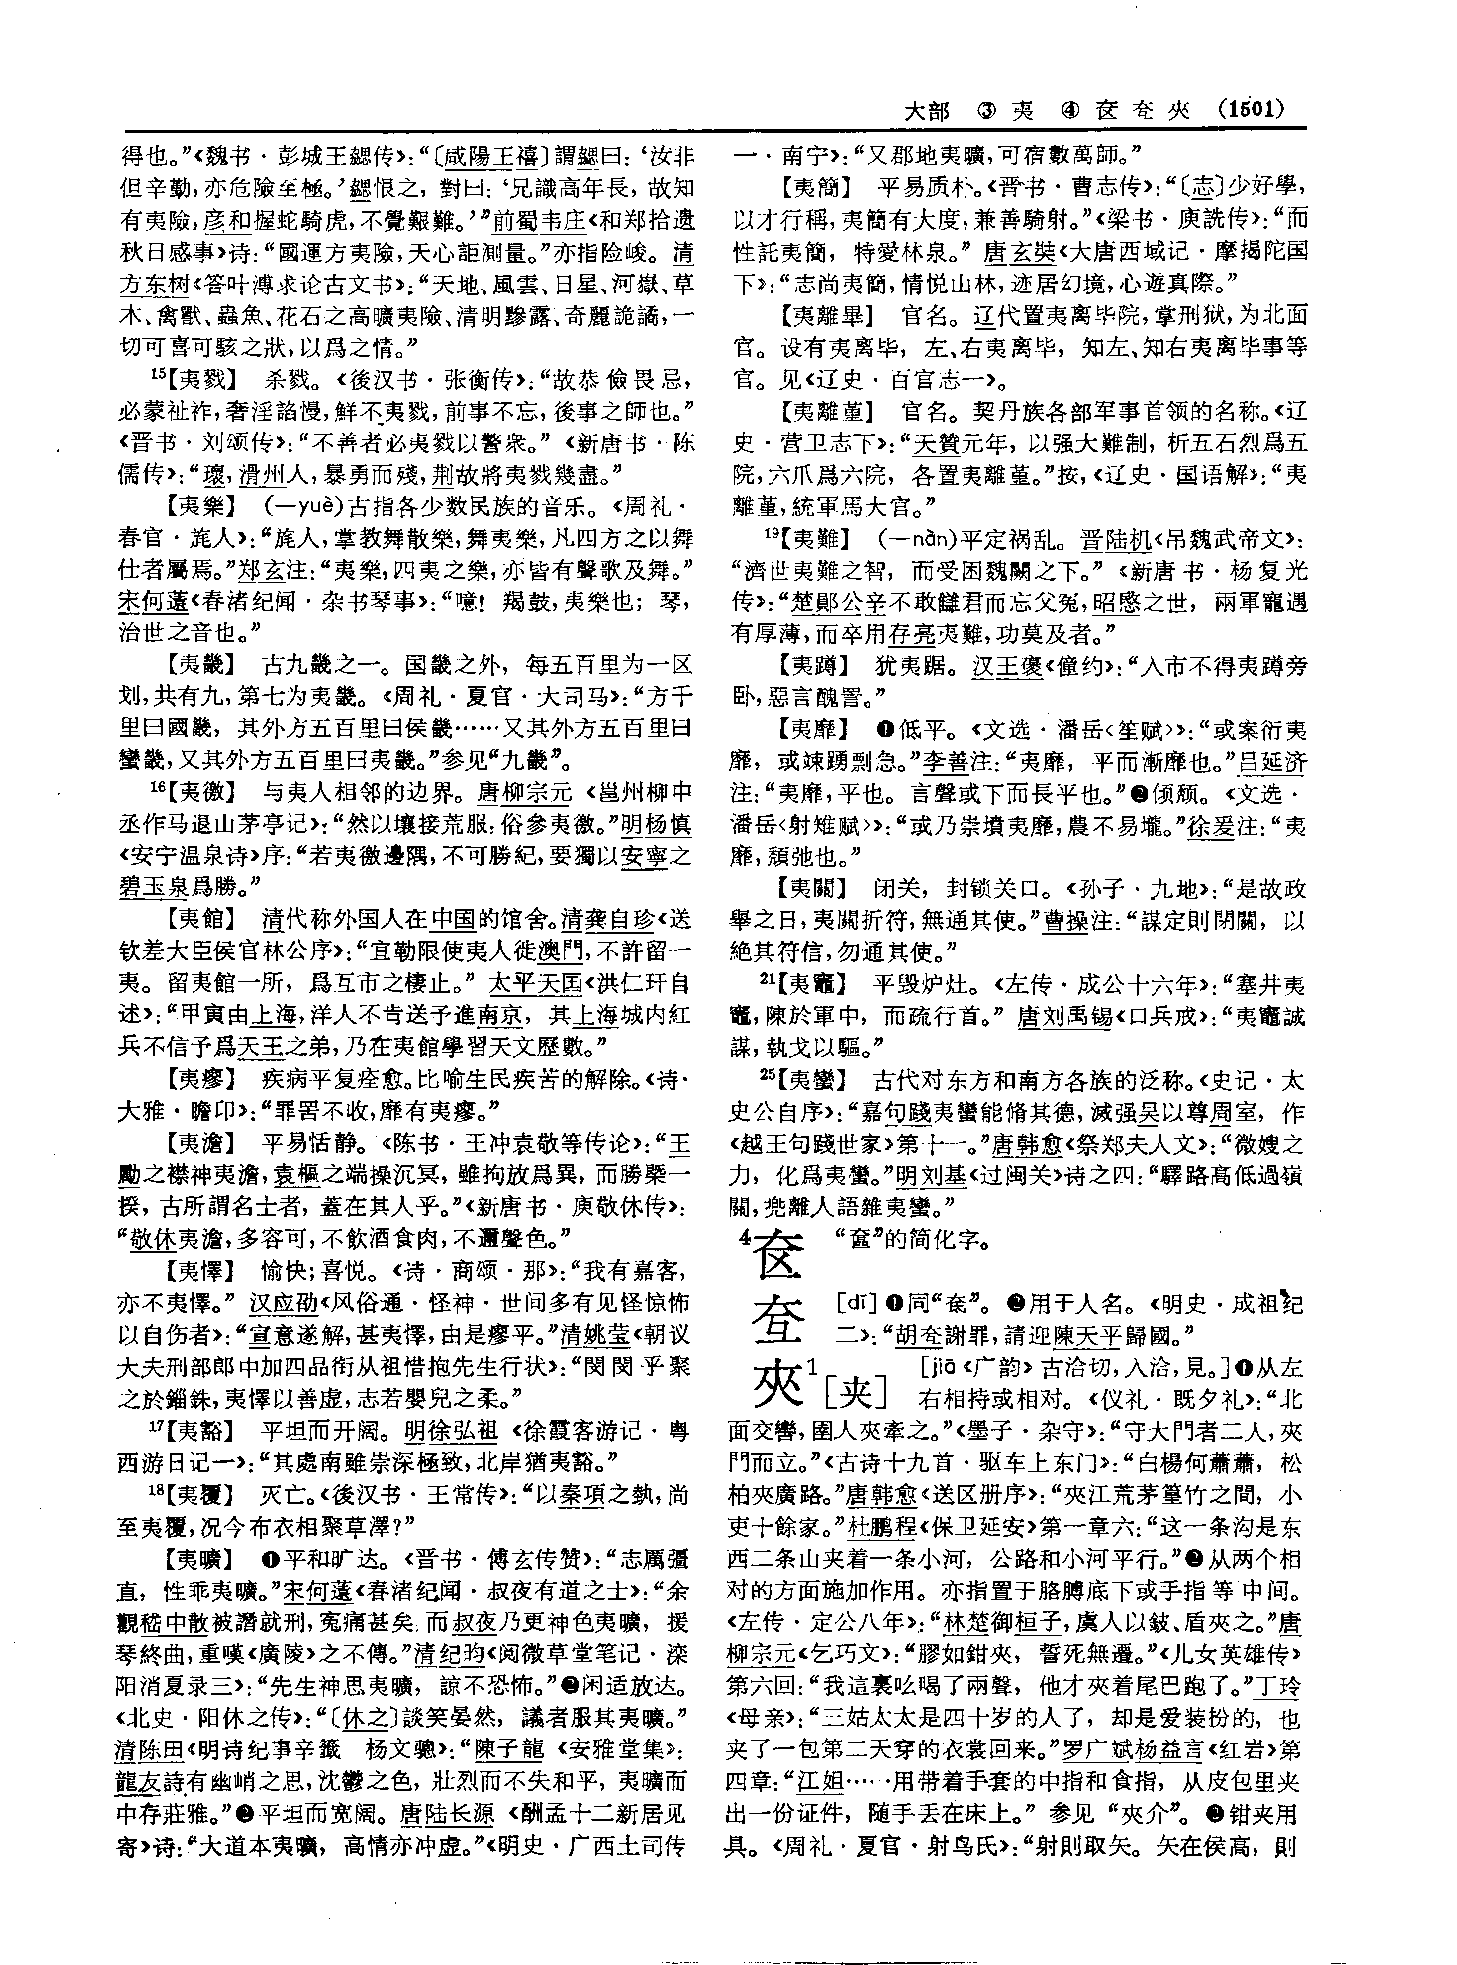 大部 ③ 夷 ④ 奁 夳 夾 (1501)
得也。”《魏书·彭城王勰传》：“〔咸陽王禧〕謂勰曰：‘汝非
但辛勤，亦危險至極。’勰恨之，對曰：‘兄識高年長，故知
有夷險，彦和握蛇騎虎，不覺艱難。’”前蜀韦庄《和郑拾遗
秋日感事》诗：“國運方夷險，天心詎測量。”亦指险峻。清
方东树《答叶溥求论古文书》：“天地、風雲、日星、河嶽、草
木、禽獸、蟲魚、花石之高曠夷險、清明黪露、奇麗詭譎，一
切可喜可駭之狀，以爲之情。”
15【夷戮】 杀戮。《後汉书·张衡传》：“故恭儉畏忌，
必蒙祉祚，奢淫諂慢，鮮不夷戮，前事不忘，後事之師也。”
《晋书·刘颂传》：“不善者必夷戮以警衆。”《新唐书·陈
儒传》：“瓌，滑州人，暴勇而殘，荆故將夷戮幾盡。”
【夷樂】 (—yuè)古指各少数民族的音乐。《周礼·
春官·旄人》：“旄人，掌教舞散樂，舞夷樂，凡四方之以舞
仕者屬焉。”郑玄注：“夷樂，四夷之樂，亦皆有聲歌及舞。”
宋何薳《春渚纪闻·杂书琴事》：“噫！羯鼓，夷樂也；琴，
治世之音也。”
【夷畿】 古九畿之一。国畿之外，每五百里为一区
划，共有九，第七为夷畿。《周礼·夏官·大司马》：“方千
里曰國畿，其外方五百里曰侯畿……又其外方五百里曰
蠻畿，又其外方五百里曰夷畿。”参见“九畿”。
16【夷徼】 与夷人相邻的边界。唐柳宗元《邕州柳中
丞作马退山茅亭记》：“然以壤接荒服，俗參夷徼。”明杨慎
《安宁温泉诗》序：“若夷徼邊隅，不可勝紀，要獨以安寧之
碧玉泉爲勝。”
【夷館】 清代称外国人在中国的馆舍。清龚自珍《送
钦差大臣侯官林公序》：“宜勒限使夷人徙澳門，不許留一
夷。留夷館一所，爲互市之棲止。”太平天囯《洪仁玕自
述》：“甲寅由上海，洋人不肯送予進南京，其上海城内紅
兵不信予爲天王之弟，乃在夷館學習天文歷數。”
【夷瘳】 疾病平复痊愈。比喻生民疾苦的解除。《诗·
大雅·瞻卬》：“罪罟不收，靡有夷瘳。”
【夷澹】 平易恬静。《陈书·王冲袁敬等传论》：“王
勱之襟神夷澹，袁樞之端操沉冥，雖拘放爲異，而勝槩一
揆，古所謂名士者，蓋在其人乎。”《新唐书·庾敬休传》：
“敬休夷澹，多容可，不飲酒食肉，不邇聲色。”
【夷懌】 愉快；喜悦。《诗·商颂·那》：“我有嘉客，
亦不夷懌。”汉应劭《风俗通·怪神·世间多有见怪惊怖
以自伤者》：“宣意遂解，甚夷懌，由是瘳平。”清姚莹《朝议
大夫刑部郎中加四品衔从祖惜抱先生行状》：“閔閔乎聚
之於錙銖，夷懌以善虚，志若嬰兒之柔。”
17【夷豁】 平坦而开阔。明徐弘祖《徐霞客游记·粤
西游日记一》：“其處南雖崇深極致，北岸猶夷豁。”
18【夷覆】 灭亡。《後汉书·王常传》：“以秦項之埶，尚
至夷覆，况今布衣相聚草澤？”
【夷曠】 ❶平和旷达。《晋书·傅玄传赞》：“志厲彊
直，性乖夷曠。”宋何薳《春渚纪闻·叔夜有道之士》：“余
觀嵇中散被譖就刑，寃痛甚矣，而叔夜乃更神色夷曠，援
琴終曲，重嘆《廣陵》之不傳。”清纪昀《阅微草堂笔记·滦
阳消夏录三》：“先生神思夷曠，諒不恐怖。”❷闲适放达。
《北史·阳休之传》：“〔休之〕談笑晏然，議者服其夷曠。”
清陈田《明诗纪事辛籤 杨文骢》：“陳子龍《安雅堂集》：
龍友詩有幽峭之思，沈鬱之色，壯烈而不失和平，夷曠而
中存莊雅。”❸平坦而宽阔。唐陆长源《酬孟十二新居见
寄》诗：“大道本夷曠，高情亦冲虚。”《明史·广西土司传
一·南宁》：“又郡地夷曠，可宿數萬師。”
【夷簡】 平易质朴。《晋书·曹志传》：“〔志〕少好學，
以才行稱，夷簡有大度，兼善騎射。”《梁书·庾詵传》：“而
性託夷簡，特愛林泉。”唐玄奘《大唐西域记·摩揭陀国
下》：“志尚夷簡，情悦山林，迹居幻境，心遊真際。”
【夷離畢】 官名。辽代置夷离毕院，掌刑狱，为北面
官。设有夷离毕，左、右夷离毕，知左、知右夷离毕事等
官。见《辽史·百官志一》。
【夷離堇】 官名。契丹族各部军事首领的名称。《辽
史·营卫志下》：“天贊元年，以强大難制，析五石烈爲五
院，六爪爲六院，各置夷離堇。”按，《辽史·国语解》：“夷
離堇，統軍馬大官。”
19【夷難】 (—nàn)平定祸乱。晋陆机《吊魏武帝文》：
“濟世夷難之智，而受困魏闕之下。”《新唐书·杨复光
传》：“楚鄖公辛不敢讎君而忘父冤，昭愍之世，兩軍寵遇
有厚薄，而卒用存亮夷難，功莫及者。”
【夷蹲】 犹夷踞。汉王褒《僮约》：“入市不得夷蹲旁
卧，惡言醜詈。”
【夷靡】 ❶低平。《文选·潘岳〈笙赋〉》：“或案衍夷
靡，或竦踴剽急。”李善注：“夷靡，平而漸靡也。”吕延济
注：“夷靡，平也。言聲或下而長平也。”❷倾颓。《文选·
潘岳〈射雉赋〉》：“或乃崇墳夷靡，農不易壠。”徐爰注：“夷
靡，頹弛也。”
【夷關】 闭关，封锁关口。《孙子·九地》：“是故政
舉之日，夷關折符，無通其使。”曹操注：“謀定則閉關，以
絶其符信，勿通其使。”
21【夷竈】 平毁炉灶。《左传·成公十六年》：“塞井夷
竈，陳於軍中，而疏行首。”唐刘禹锡《口兵戒》：“夷竈誠
謀，執戈以驅。”
25【夷蠻】 古代对东方和南方各族的泛称。《史记·太
史公自序》：“嘉句踐夷蠻能脩其德，滅强吴以尊周室，作
《越王句踐世家》第十一。”唐韩愈《祭郑夫人文》：“微嫂之
力，化爲夷蠻。”明刘基《过闽关》诗之四：“驛路高低過嶺
關，兠離人語雜夷蠻。”
4奁 “奩”的简化字。
夳 [dī]❶同“奃”。❷用于人名。《明史·成祖纪
二》：“胡夳謝罪，請迎陳天平歸國。”
夾1［夹］ [jiā《广韵》古洽切，入洽，見。]❶从左
右相持或相对。《仪礼·既夕礼》：“北
面交轡，圉人夾牽之。”《墨子·杂守》：“守大門者二人，夾
門而立。”《古诗十九首·驱车上东门》：“白楊何蕭蕭，松
柏夾廣路。”唐韩愈《送区册序》：“夾江荒茅篁竹之間，小
吏十餘家。”杜鹏程《保卫延安》第一章六：“这一条沟是东
西二条山夹着一条小河，公路和小河平行。”❷从两个相
对的方面施加作用。亦指置于胳膊底下或手指等中间。
《左传·定公八年》：“林楚御桓子，虞人以鈹、盾夾之。”唐
柳宗元《乞巧文》：“膠如鉗夾，誓死無遷。”《儿女英雄传》
第六回：“我這裏吆喝了兩聲，他才夾着尾巴跑了。”丁玲
《母亲》：“三姑太太是四十岁的人了，却是爱装扮的，也
夹了一包第二天穿的衣裳回来。”罗广斌杨益言《红岩》第
四章：“江姐……用带着手套的中指和食指，从皮包里夹
出一份证件，随手丢在床上。”参见“夾介”。❸钳夹用
具。《周礼·夏官·射鸟氏》：“射則取矢。矢在侯高，則